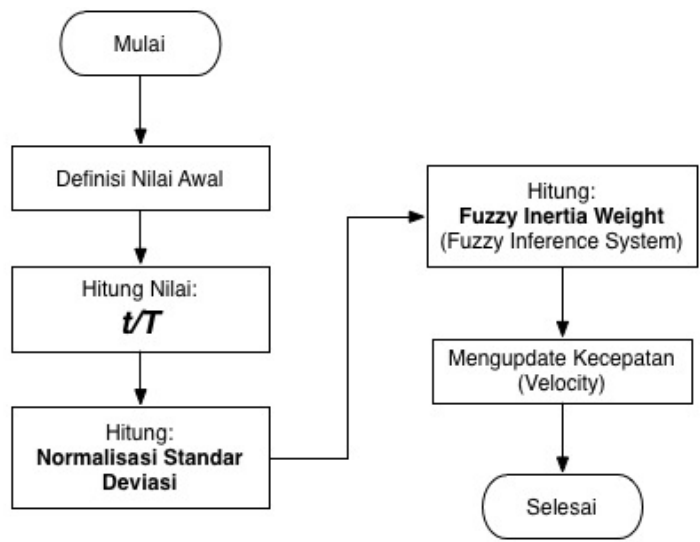 Mulai
Definisi Nilai Awal
Hitung Nilai:
t/T
Hitung:
Normalisasi Standar
Deviasi
Hitung:
Fuzzy Inertia Weight
(Fuzzy Inference System)
Mengupdate Kecepatan
(Velocity)
Selesai